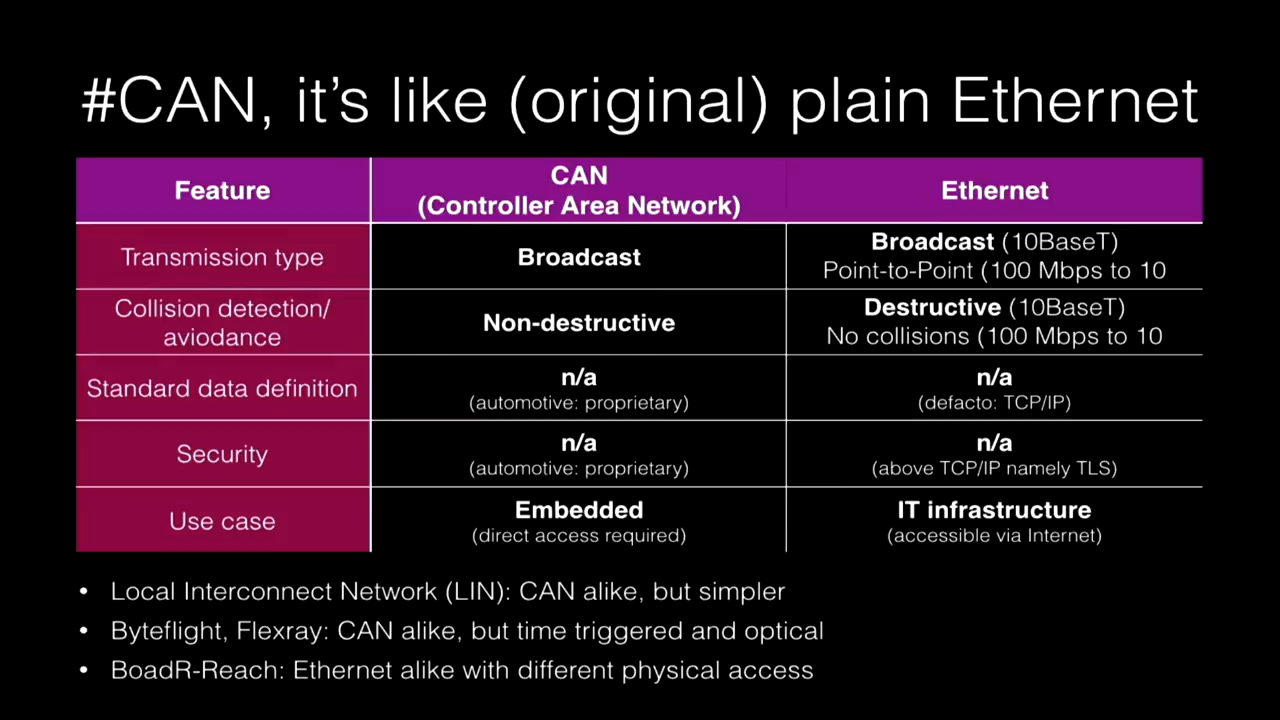 #CAN, it's like (original) plain Ethernet
Feature
CAN
(Controller Area Network)
Ethernet
Transmission type
Broadcast
Broadcast (10BaseT)
Point-to-Point (100 Mbps to 10
Collision detection/
aviodance
Non-destructive
Destructive (10BaseT)
No collisions (100 Mbps to 10
Standard data definition
n/a
(automotive: proprietary)
n/a
(defacto: TCP/IP)
Security
n/a
(automotive: proprietary)
n/a
(above TCP/IP namely TLS)
Use case
Embedded
(direct access required)
IT infrastructure
(accessible via Internet)
• Local Interconnect Network (LIN): CAN alike, but simpler
• Byteflight, Flexray: CAN alike, but time triggered and optical
• BoadR-Reach: Ethernet alike with different physical access